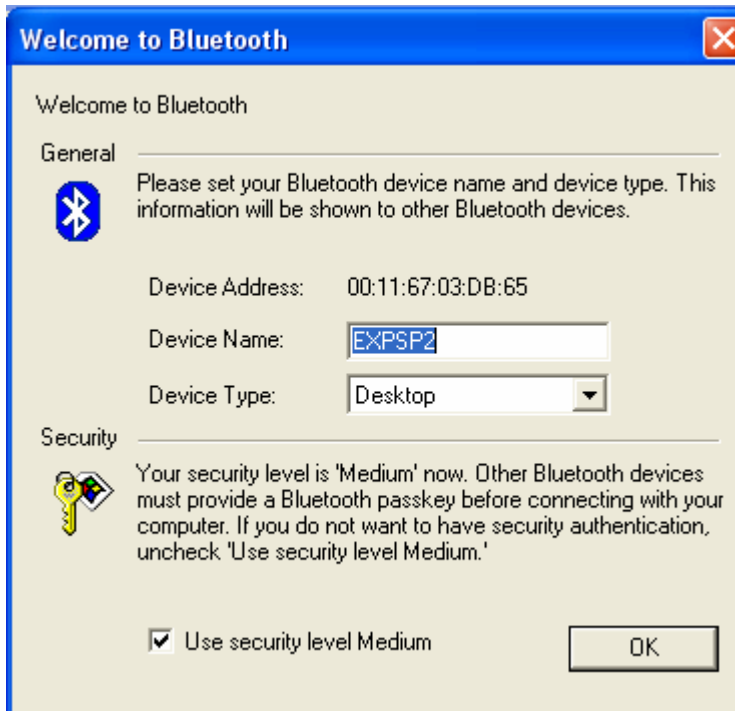 Welcome to Bluetooth
Welcome to Bluetooth
General
Please set your Bluetooth device name and device type. This
information will be shown to other Bluetooth devices.
Device Address: 00:11:67:03:DB:65
Device Name: EXPSP2
Device Type: Desktop
Security
Your security level is 'Medium' now. Other Bluetooth devices
must provide a Bluetooth passkey before connecting with your
computer. If you do not want to have security authentication,
uncheck 'Use security level Medium.'
Use security level Medium
OK